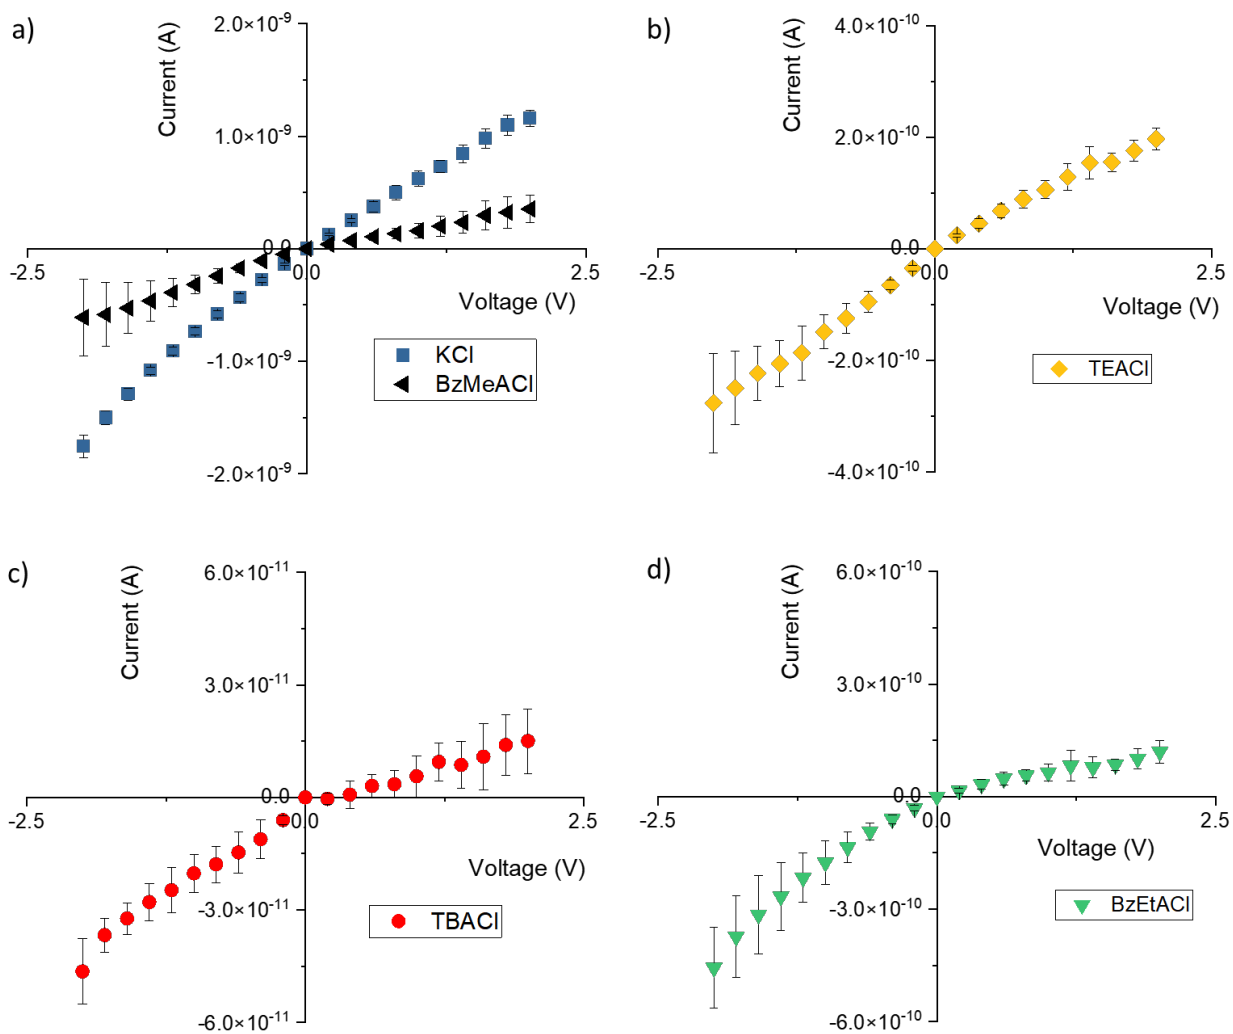 a)
Current (A)
2.0×10⁻⁹
1.0×10⁻⁹
0.0
-2.5
0.0
2.5
Voltage (V)
-1.0×10⁻⁹
-2.0×10⁻⁹
KCl
BzMeACl
b)
Current (A)
4.0×10⁻¹⁰
2.0×10⁻¹⁰
0.0
-2.5
0.0
2.5
Voltage (V)
-2.0×10⁻¹⁰
-4.0×10⁻¹⁰
TEACl
c)
Current (A)
6.0×10⁻¹¹
3.0×10⁻¹¹
0.0
-2.5
0.0
2.5
Voltage (V)
-3.0×10⁻¹¹
-6.0×10⁻¹¹
TBACl
d)
Current (A)
6.0×10⁻¹⁰
3.0×10⁻¹⁰
0.0
-2.5
0.0
2.5
Voltage (V)
-3.0×10⁻¹⁰
-6.0×10⁻¹⁰
BzEtACl